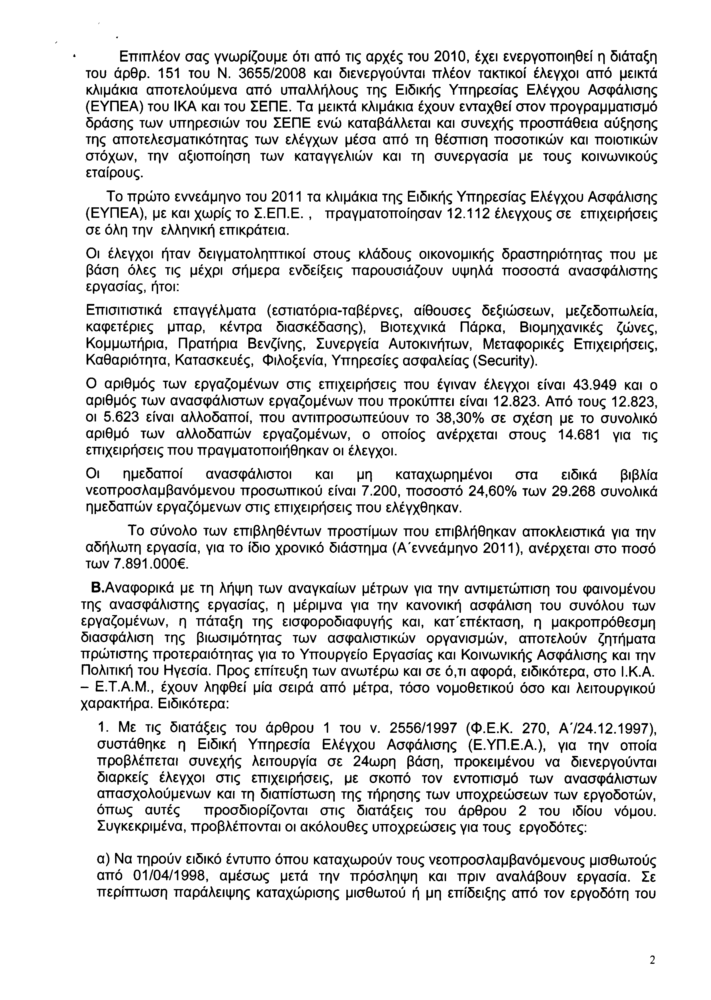 Επιπλέον σας γνωρίζουμε ότι από τις αρχές του 2010, έχει ενεργοποιηθεί η διάταξη
του άρθρ. 151 του Ν. 3655/2008 και διενεργούνται πλέον τακτικοί έλεγχοι από μεικτά
κλιμάκια αποτελούμενα από υπαλλήλους της Ειδικής Υπηρεσίας Ελέγχου Ασφάλισης
(ΕΥΠΕΑ) του ΙΚΑ και του ΣΕΠΕ. Τα μεικτά κλιμάκια έχουν ενταχθεί στον προγραμματισμό
δράσης των υπηρεσιών του ΣΕΠΕ ενώ καταβάλλεται και συνεχής προσπάθεια αύξησης
της αποτελεσματικότητας των ελέγχων μέσα από τη θέσπιση ποσοτικών και ποιοτικών
στόχων, την αξιοποίηση των καταγγελιών και τη συνεργασία με τους κοινωνικούς
εταίρους.
Το πρώτο εννεάμηνο του 2011 τα κλιμάκια της Ειδικής Υπηρεσίας Ελέγχου Ασφάλισης
(ΕΥΠΕΑ), με και χωρίς το Σ.ΕΠ.Ε. , πραγματοποίησαν 12.112 έλεγχους σε επιχειρήσεις
σε όλη την ελληνική επικράτεια.
Οι έλεγχοι ήταν δειγματοληπτικοί στους κλάδους οικονομικής δραστηριότητας που με
βάση όλες τις μέχρι σήμερα ενδείξεις παρουσιάζουν υψηλά ποσοστά ανασφάλιστης
εργασίας, ήτοι:
Επισιτιστικά επαγγέλματα (εστιατόρια-ταβέρνες, αίθουσες δεξιώσεων, μεζεδοπωλεία,
καφετέριες μπαρ, κέντρα διασκέδασης), Βιοτεχνικά Πάρκα, Βιομηχανικές ζώνες,
Κομμωτήρια, Πρατήρια Βενζίνης, Συνεργεία Αυτοκινήτων, Μεταφορικές Επιχειρήσεις,
Καθαριότητα, Κατασκευές, Φιλοξενία, Υπηρεσίες ασφαλείας (Security).
Ο αριθμός των εργαζομένων στις επιχειρήσεις που έγιναν έλεγχοι είναι 43.949 και ο
αριθμός των ανασφάλιστων εργαζομένων που προκύπτει είναι 12.823. Από τους 12.823,
οι 5.623 είναι αλλοδαποί, που αντιπροσωπεύουν το 38,30% σε σχέση με το συνολικό
αριθμό των αλλοδαπών εργαζομένων, ο οποίος ανέρχεται στους 14.681 για τις
επιχειρήσεις που πραγματοποιήθηκαν οι έλεγχοι.
Οι ημεδαποί ανασφάλιστοι και μη καταχωρημένοι στα ειδικά βιβλία
νεοπροσλαμβανόμενου προσωπικού είναι 7.200, ποσοστό 24,60% των 29.268 συνολικά
ημεδαπών εργαζόμενων στις επιχειρήσεις που ελέγχθηκαν.
Το σύνολο των επιβληθέντων προστίμων που επιβλήθηκαν αποκλειστικά για την
αδήλωτη εργασία, για το ίδιο χρονικό διάστημα (Α΄εννεάμηνο 2011), ανέρχεται στο ποσό
των 7.891.000€.
Β.Αναφορικά με τη λήψη των αναγκαίων μέτρων για την αντιμετώπιση του φαινομένου
της ανασφάλιστης εργασίας, η μέριμνα για την κανονική ασφάλιση του συνόλου των
εργαζομένων, η πάταξη της εισφοροδιαφυγής και, κατ΄επέκταση, η μακροπρόθεσμη
διασφάλιση της βιωσιμότητας των ασφαλιστικών οργανισμών, αποτελούν ζητήματα
πρώτιστης προτεραιότητας για το Υπουργείο Εργασίας και Κοινωνικής Ασφάλισης και την
Πολιτική του Ηγεσία. Προς επίτευξη των ανωτέρω και σε ό,τι αφορά, ειδικότερα, στο Ι.Κ.Α.
– Ε.Τ.Α.Μ., έχουν ληφθεί μία σειρά από μέτρα, τόσο νομοθετικού όσο και λειτουργικού
χαρακτήρα. Ειδικότερα:
1. Με τις διατάξεις του άρθρου 1 του ν. 2556/1997 (Φ.Ε.Κ. 270, Α΄/24.12.1997),
συστάθηκε η Ειδική Υπηρεσία Ελέγχου Ασφάλισης (Ε.ΥΠ.Ε.Α.), για την οποία
προβλέπεται συνεχής λειτουργία σε 24ωρη βάση, προκειμένου να διενεργούνται
διαρκείς έλεγχοι στις επιχειρήσεις, με σκοπό τον εντοπισμό των ανασφάλιστων
απασχολούμενων και τη διαπίστωση της τήρησης των υποχρεώσεων των εργοδοτών,
όπως αυτές προσδιορίζονται στις διατάξεις του άρθρου 2 του ιδίου νόμου.
Συγκεκριμένα, προβλέπονται οι ακόλουθες υποχρεώσεις για τους εργοδότες:
α) Να τηρούν ειδικό έντυπο όπου καταχωρούν τους νεοπροσλαμβανόμενους μισθωτούς
από 01/04/1998, αμέσως μετά την πρόσληψη και πριν αναλάβουν εργασία. Σε
περίπτωση παράλειψης καταχώρισης μισθωτού ή μη επίδειξης από τον εργοδότη του
2